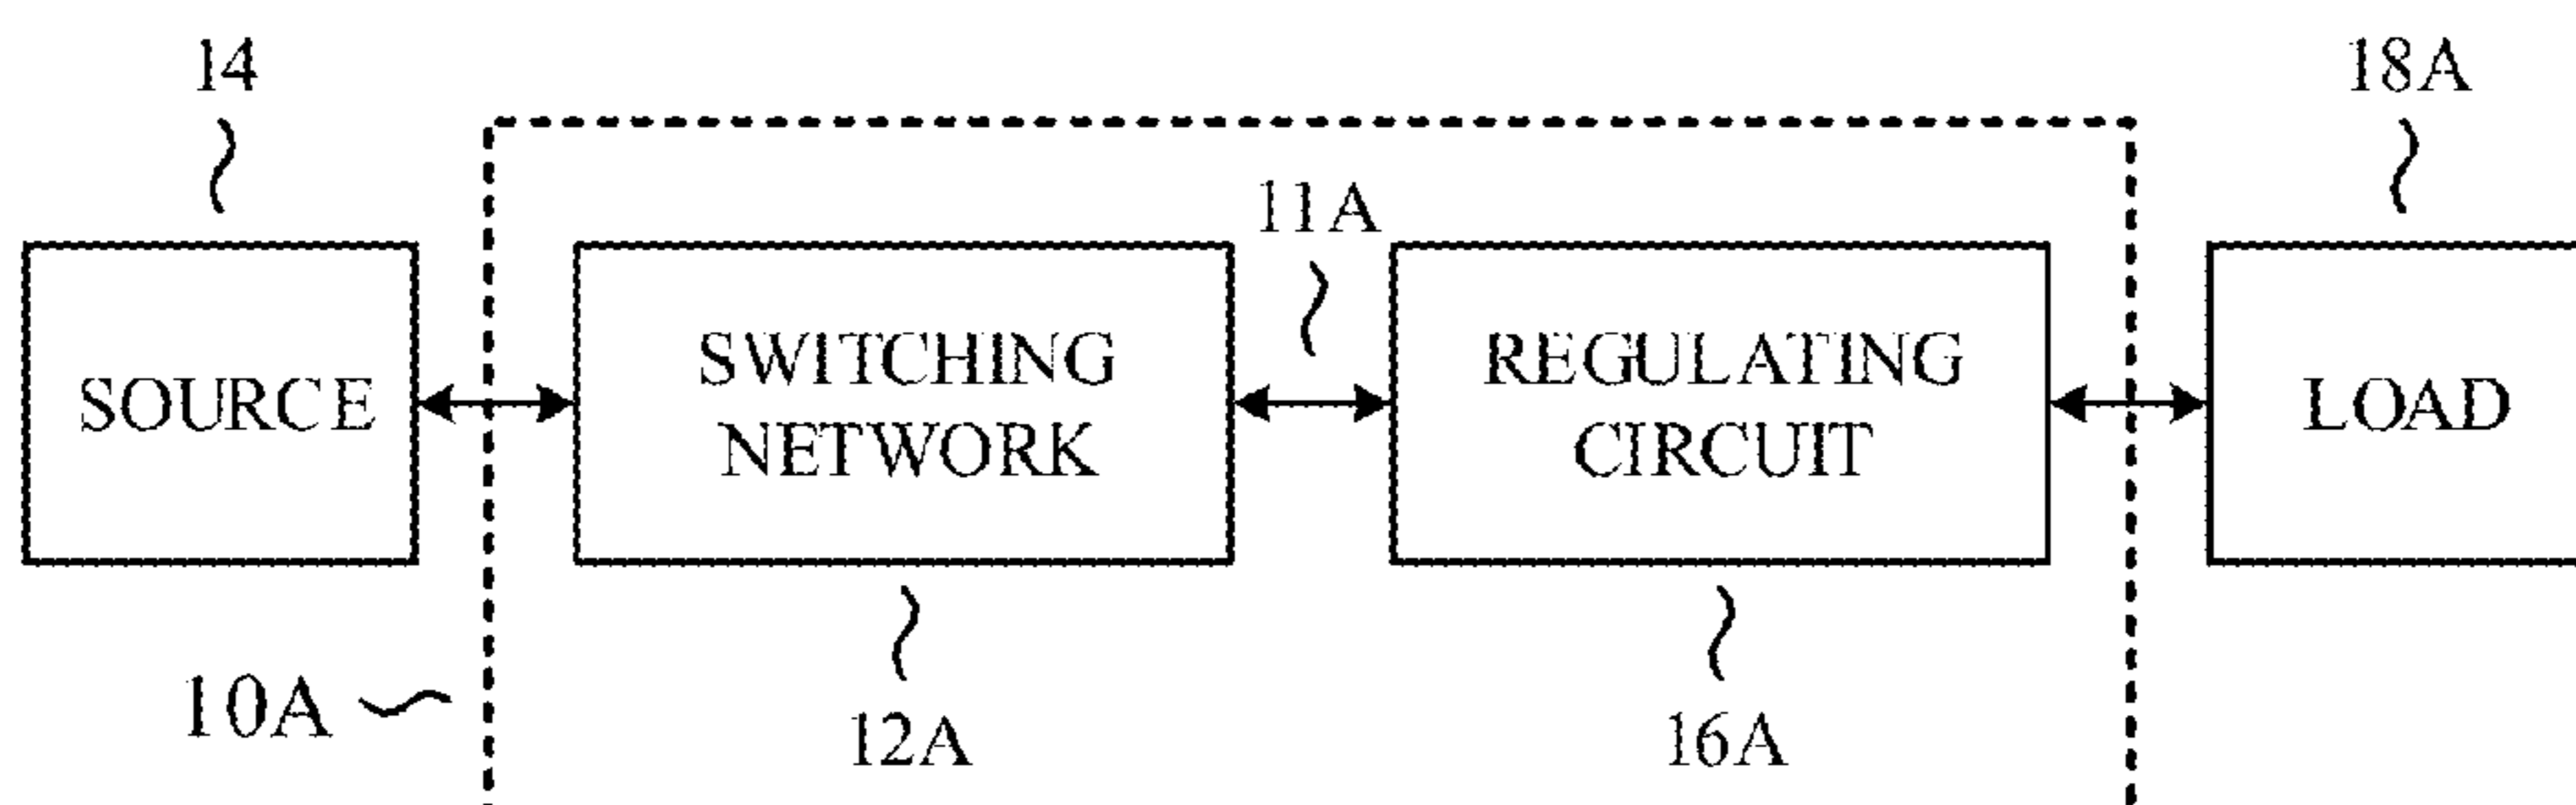 14
18A
11A
SOURCE
SWITCHING
NETWORK
REGULATING
CIRCUIT
LOAD
10A
12A
16A